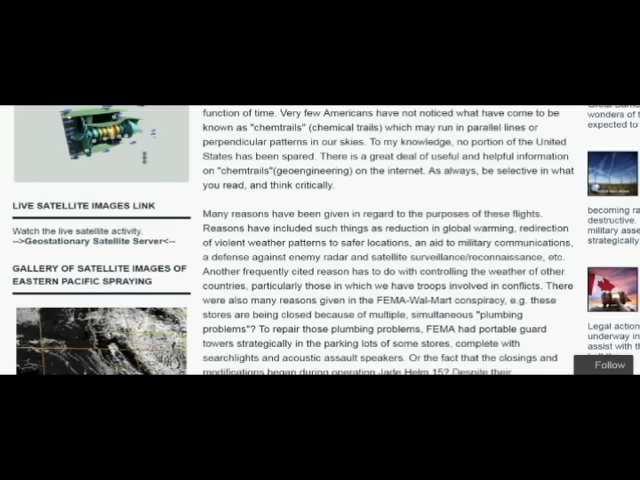 LIVE SATELLITE IMAGES LINK
Watch the live satellite activity.
-->Geostationary Satellite Server<--
GALLERY OF SATELLITE IMAGES OF
EASTERN PACIFIC SPRAYING
function of time. Very few Americans have not noticed what have come to be
known as "chemtrails" (chemical trails) which may run in parallel lines or
perpendicular patterns in our skies. To my knowledge, no portion of the United
States has been spared. There is a great deal of useful and helpful information
on "chemtrails"(geoengineering) on the internet. As always, be selective in what
you read, and think critically.
Many reasons have been given in regard to the purposes of these flights.
Reasons have included such things as reduction in global warming, redirection
of violent weather patterns to safer locations, an aid to military communications,
a defense against enemy radar and satellite surveillance/reconnaissance, etc.
Another frequently cited reason has to do with controlling the weather of other
countries, particularly those in which we have troops involved in conflicts. There
were also many reasons given in the FEMA-Wal-Mart conspiracy, e.g. these
stores are being closed because of multiple, simultaneous "plumbing
problems"? To repair those plumbing problems, FEMA had portable guard
towers strategically in the parking lots of some stores, complete with
searchlights and acoustic assault speakers. Or the fact that the closings and
modifications began during operation Jade Helm 15? Despite their
wonders of t
expected to
becoming ra
destructive.
military asse
strategically
Legal action
underway in
assist with th
Follow